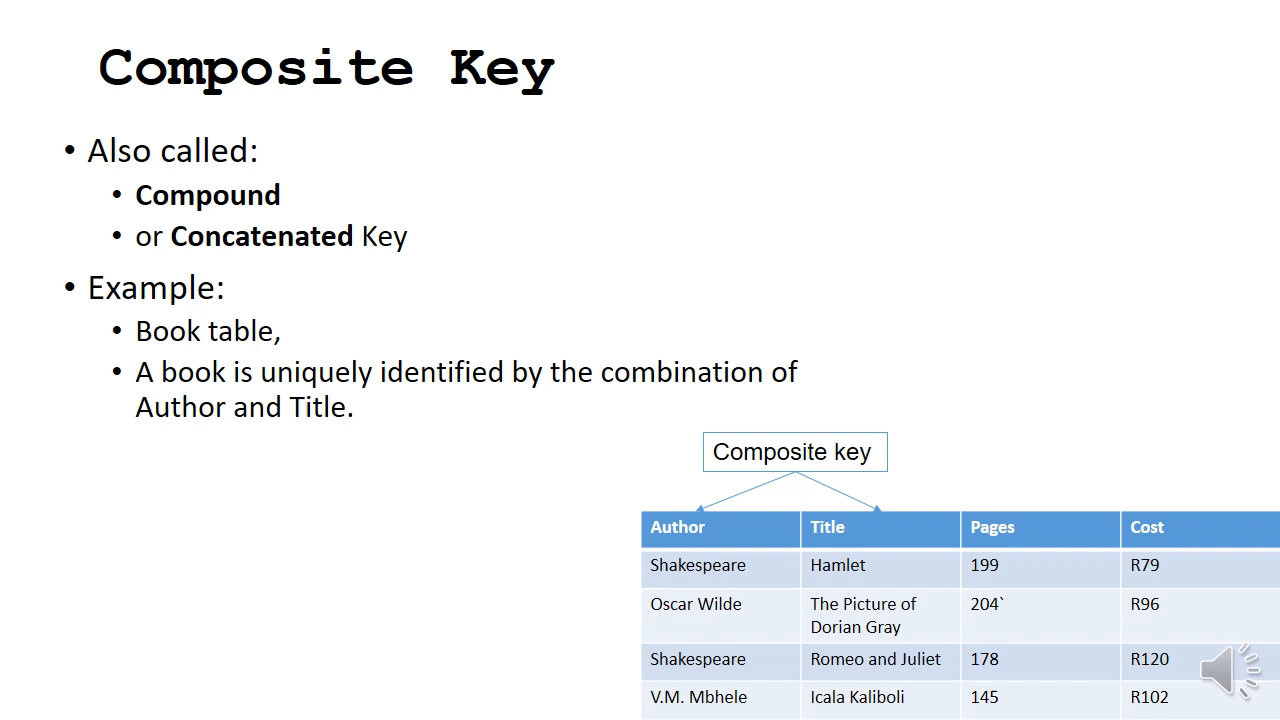 Composite Key
• Also called:
• Compound
• or Concatenated Key
• Example:
• Book table,
• A book is uniquely identified by the combination of
Author and Title.
Composite key
Author Title Pages Cost
Shakespeare Hamlet 199 R79
Oscar Wilde The Picture of 204` R96
Dorian Gray
Shakespeare Romeo and Juliet 178 R120
V.M. Mbhele Icala Kaliboli 145 R102